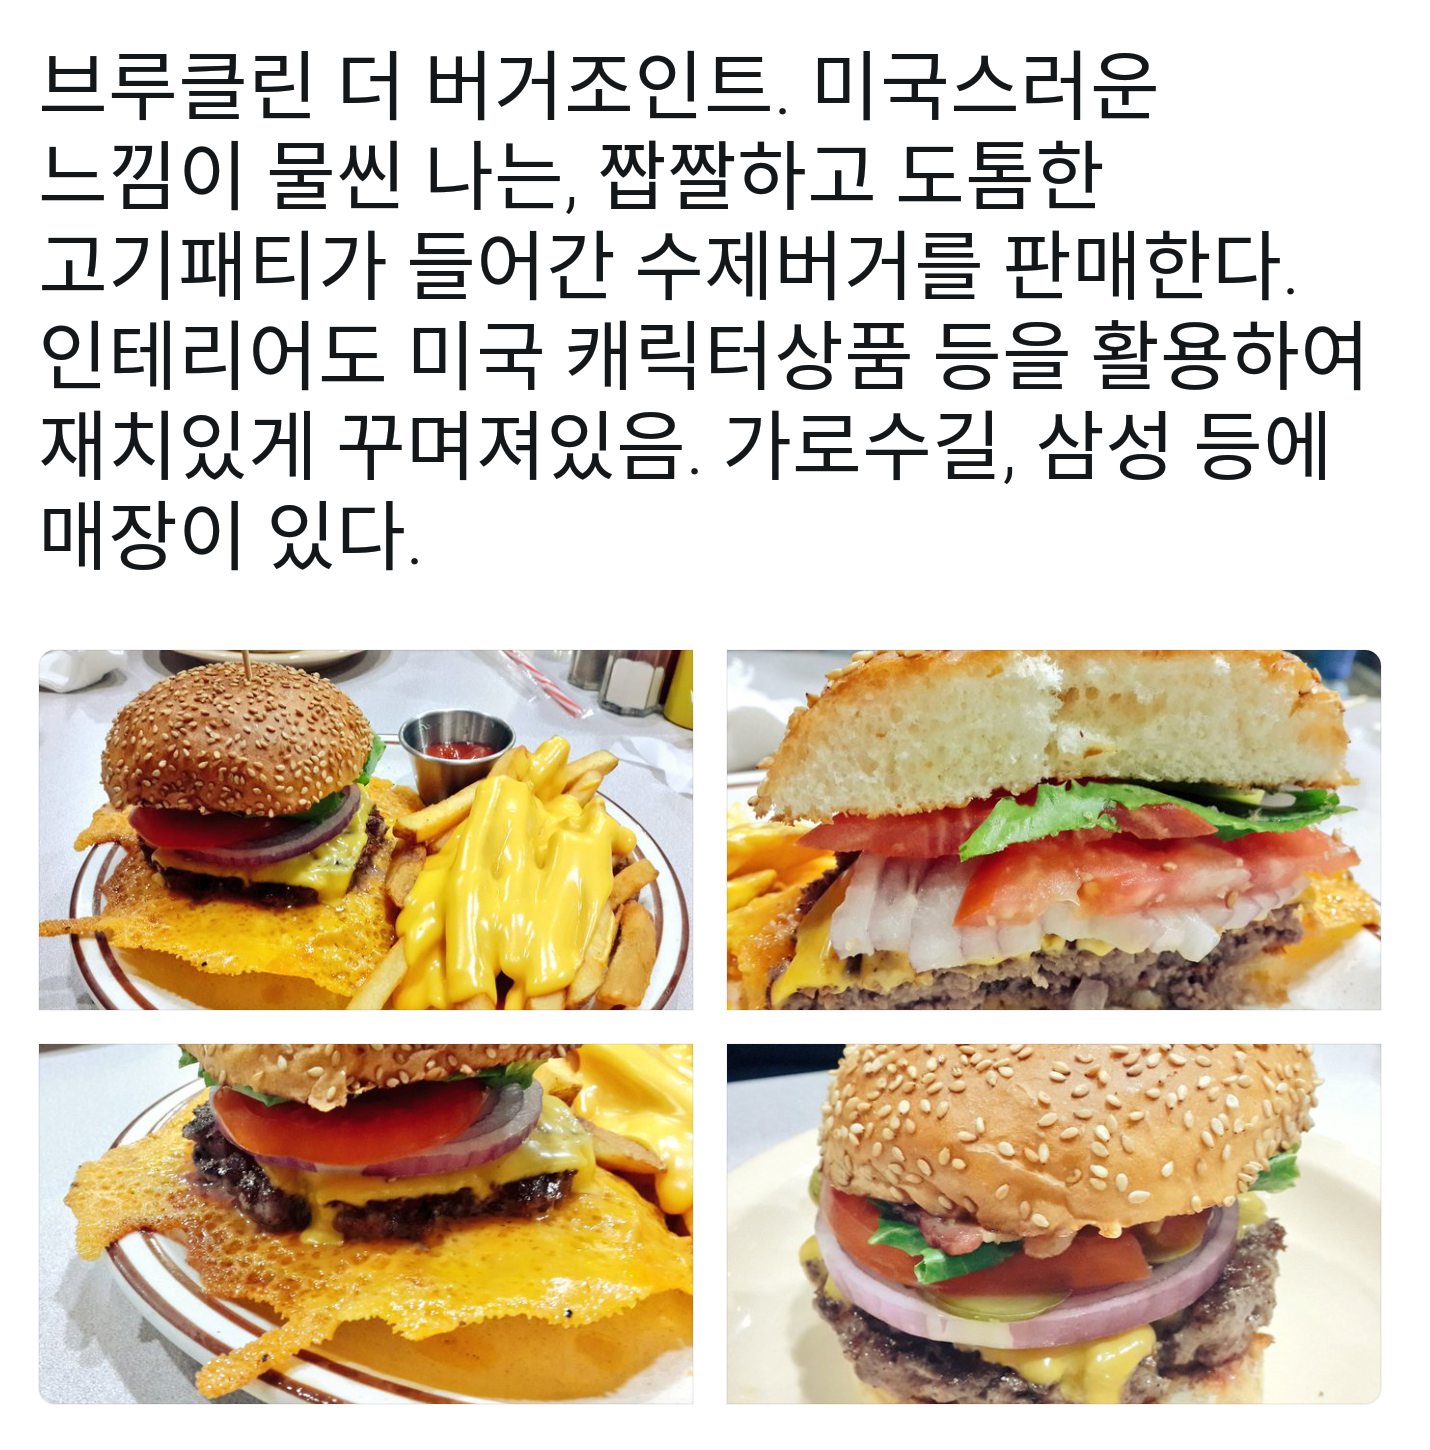 브루클린 더 버거조인트. 미국스러운
느낌이 물씬 나는, 짭짤하고 도톰한
고기패티가 들어간 수제버거를 판매한다.
인테리어도 미국 캐릭터상품 등을 활용하여
재치있게 꾸며져있음. 가로수길, 삼성 등에
매장이 있다.